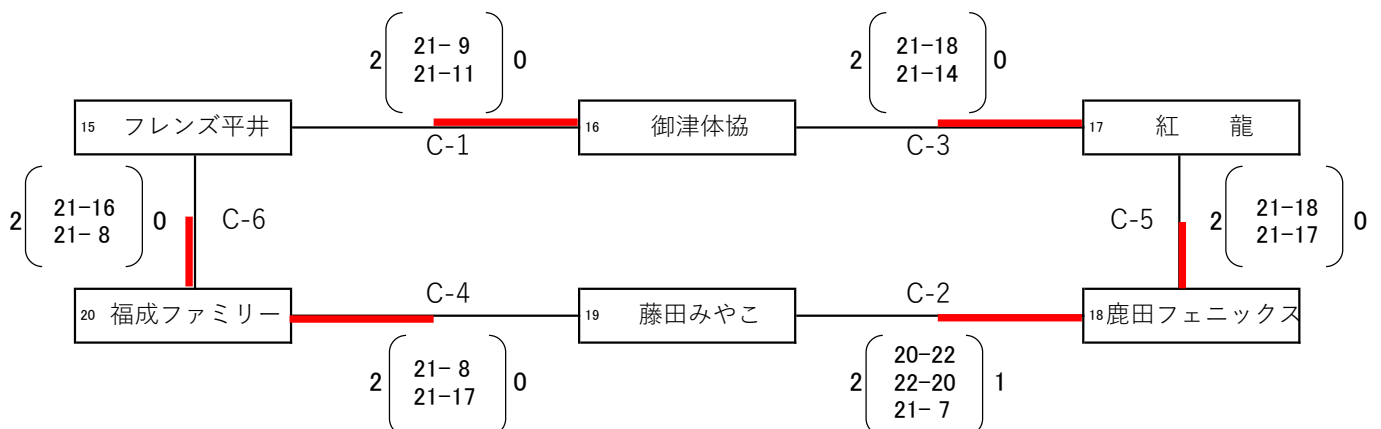 2 21- 9 0
21-11
2 21-18 0
21-14
15 フレンズ平井
C-1
16 御津体協
C-3
17 紅　　龍
2 21-16 0
21- 8
C-6
C-5
2 21-18 0
21-17
20 福成ファミリー
C-4
19 藤田みやこ
C-2
18 鹿田フェニックス
2 21- 8 0
21-17
20-22
2 22-20 1
21- 7